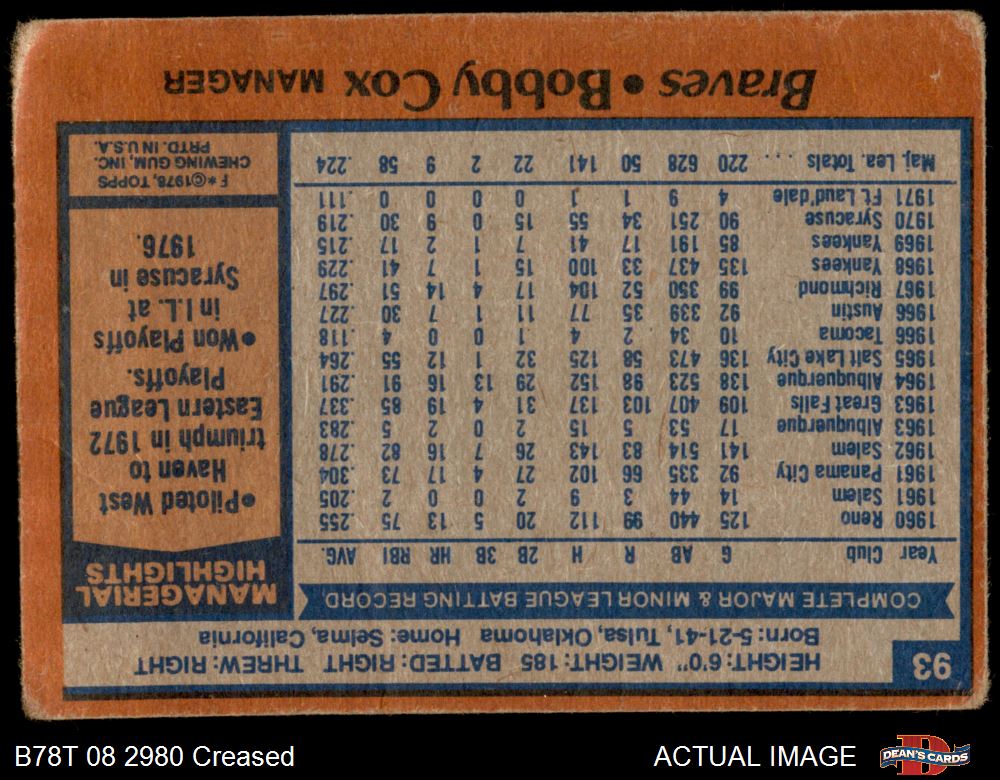 93
HEIGHT: 6'0" WEIGHT: 185 BATTED: RIGHT THREW: RIGHT
Born: 5-21-41, Tulsa, Oklahoma Home: Selma, California
COMPLETE MAJOR & MINOR LEAGUE BATTING RECORD
Year Club G AB R H 2B 3B HR RBI AVG.
1960 Reno 125 440 99 112 20 5 13 75 .255
1961 Salem 14 44 3 9 2 0 0 2 .205
1961 Panama City 92 335 66 102 27 4 17 73 .304
1962 Salem 141 514 83 143 26 7 16 82 .278
1963 Albuquerque 17 53 5 15 2 0 2 5 .283
1963 Great Falls 109 407 103 137 31 4 19 85 .337
1964 Albuquerque 138 523 98 152 29 13 16 91 .291
1965 Salt Lake City 136 473 58 125 32 1 12 55 .264
1966 Tacoma 10 34 2 4 1 0 0 4 .118
1966 Austin 92 339 35 77 11 1 7 30 .227
1967 Richmond 99 350 52 104 17 4 14 51 .297
1968 Yankees 135 437 33 100 15 1 7 41 .229
1969 Yankees 85 191 17 41 7 1 2 17 .215
1970 Syracuse 90 251 34 55 15 0 9 30 .219
1971 Ft. Laud'dale 4 9 1 1 0 0 0 0 .111
Maj. Lea. Totals .... 220 628 50 141 22 2 9 58 .224
MANAGERIAL
HIGHLIGHTS
•Piloted West
Haven to
triumph in 1972
Eastern League
Playoffs.
•Won Playoffs
in I.L. at
Syracuse in
1976.
F*©1978, TOPPS
CHEWING GUM, INC.
PRTD. IN U.S.A.
Braves • Bobby Cox MANAGER
B78T 08 2980 Creased
ACTUAL IMAGE
D
DEAN'S CARDS